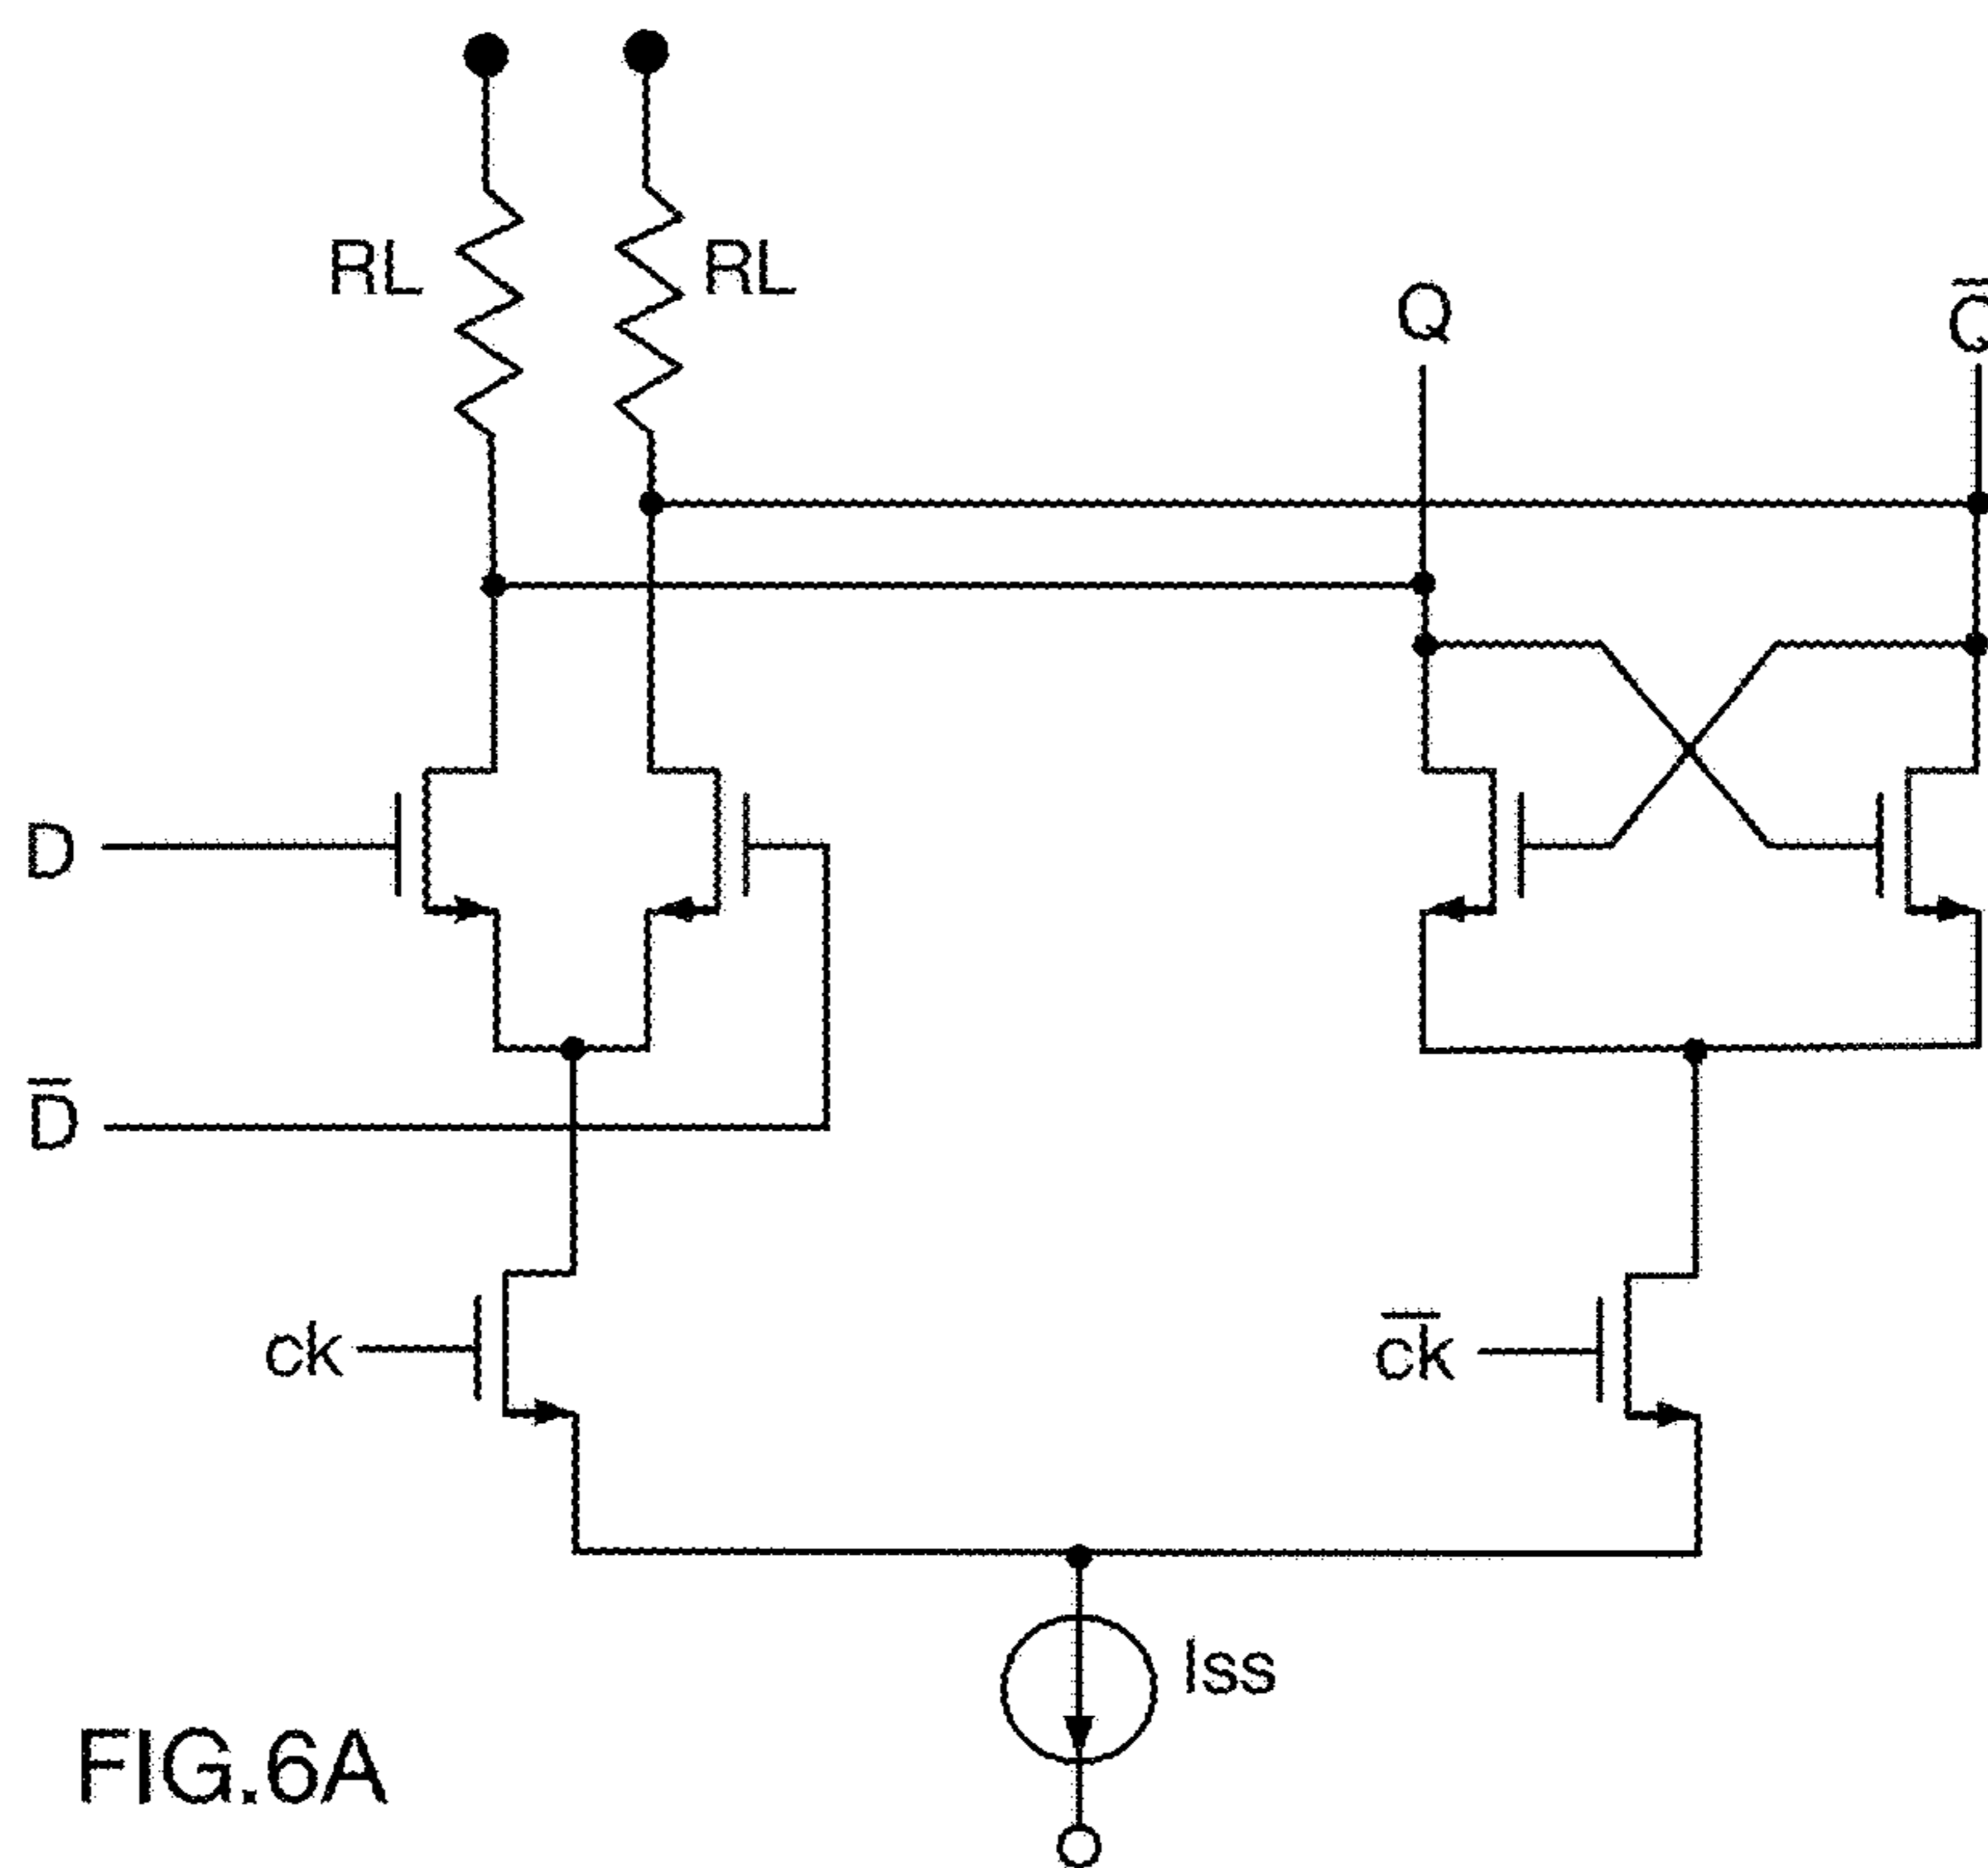 RL RL
Q Q̅
D
D̅
ck c̅k̅
Iss
FIG.6A